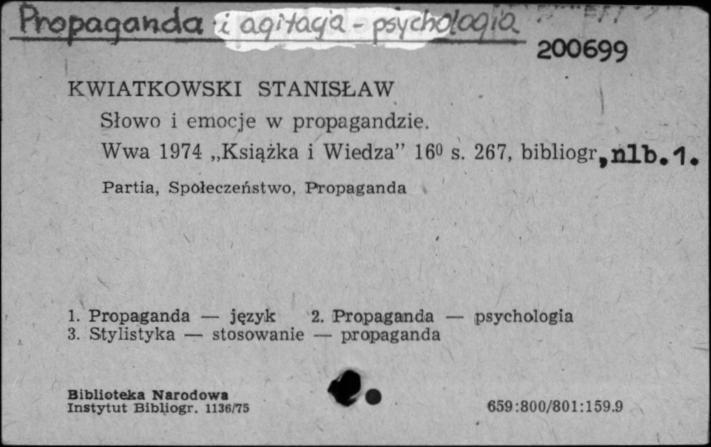 Propaganda i agitacja - psychologia
200699
KWIATKOWSKI STANISŁAW
Słowo i emocje w propagandzie.
Wwa 1974 „Książka i Wiedza” 16⁰ s. 267, bibliogr, nlb. 1.
Partia, Społeczeństwo, Propaganda
1. Propaganda — język 2. Propaganda — psychologia
3. Stylistyka — stosowanie — propaganda
Biblioteka Narodowa
Instytut Bibliogr. 1136/75
659:800/801:159.9